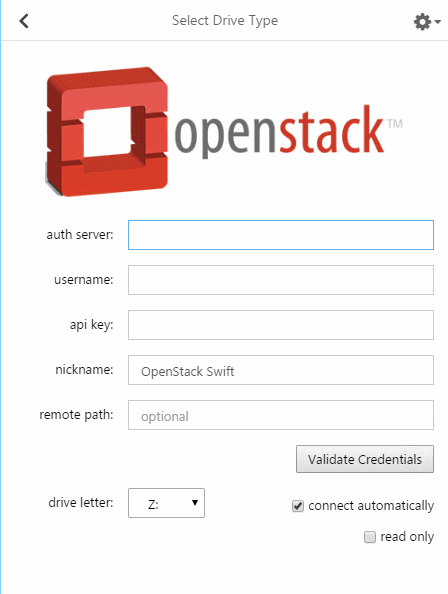 Select Drive Type
openstack™
auth server:
username:
api key:
nickname: OpenStack Swift
remote path: optional
Validate Credentials
drive letter: Z: connect automatically
read only